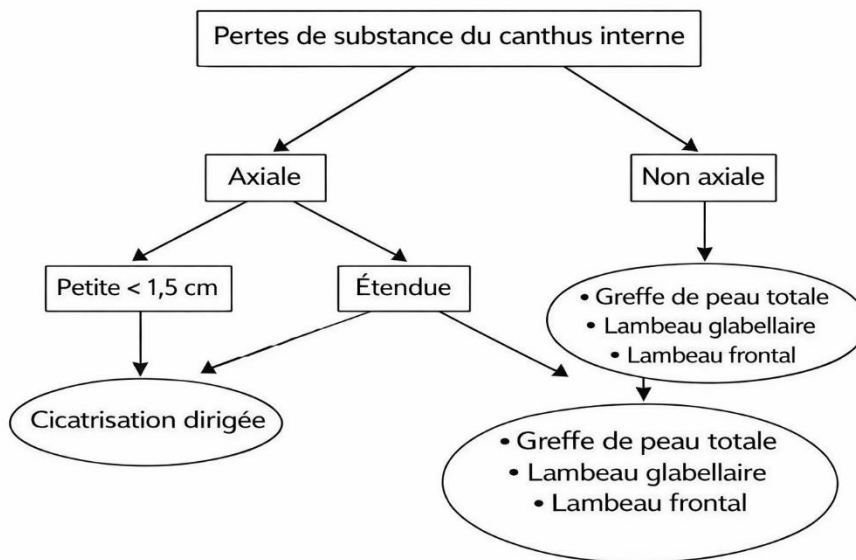 Pertes de substance du canthus interne
Axiale
Non axiale
Petite < 1,5 cm
Étendue
• Greffe de peau totale
• Lambeau glabellaire
• Lambeau frontal
Cicatrisation dirigée
• Greffe de peau totale
• Lambeau glabellaire
• Lambeau frontal